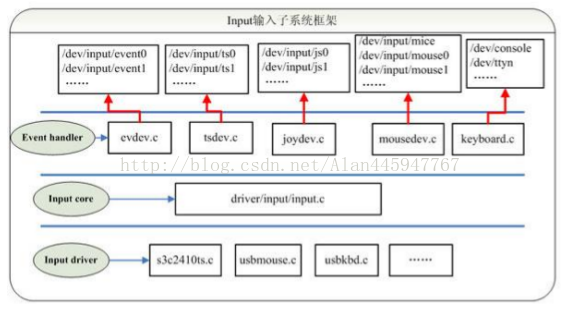 Input输入子系统框架
/dev/input/event0
/dev/input/event1
……
/dev/input/ts0
/dev/input/ts1
……
/dev/input/js0
/dev/input/js1
……
/dev/input/mice
/dev/input/mouse0
/dev/input/mouse1
……
/dev/console
/dev/ttyn
……
Event handler
evdev.c
tsdev.c
joydev.c
mousedev.c
keyboard.c
http://blog.csdn.net/Alan445947767
Input core
driver/input/input.c
Input driver
s3c2410ts.c
usbmouse.c
usbkbd.c
……